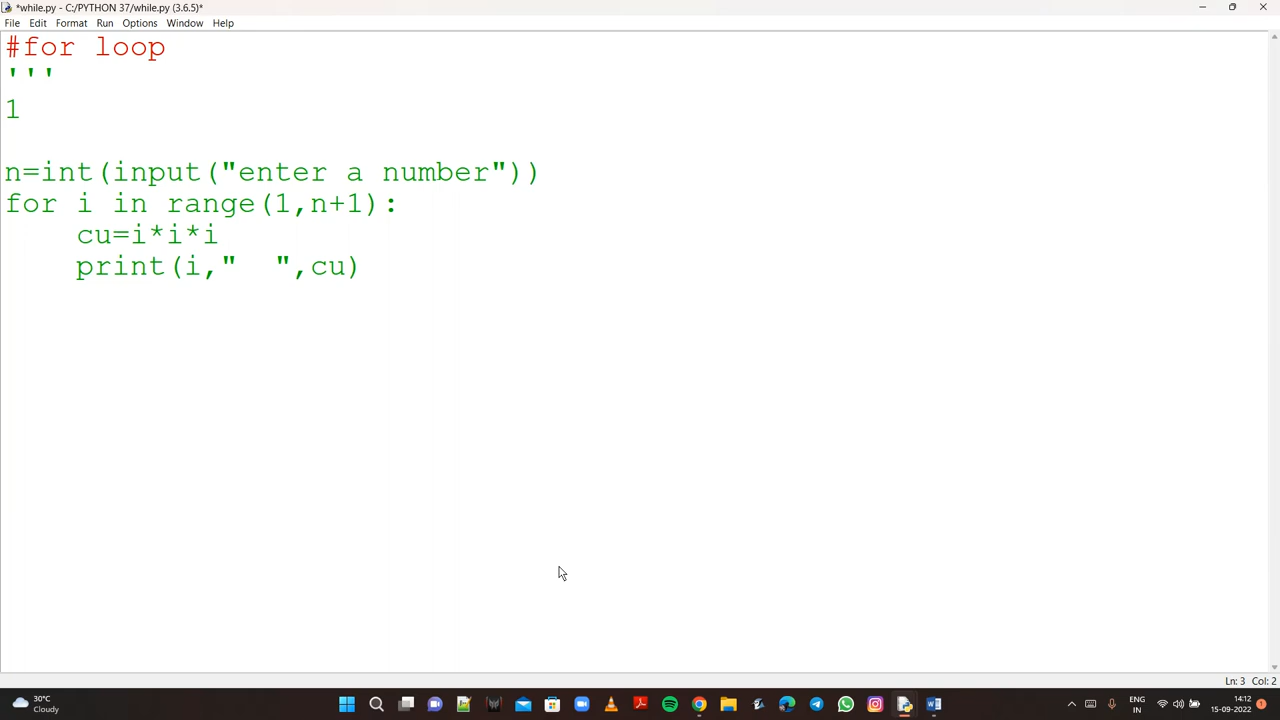 *while.py - C:/PYTHON 37/while.py (3.6.5)*
File Edit Format Run Options Window Help
#for loop
'''
1
n=int(input("enter a number"))
for i in range(1,n+1):
    cu=i*i*i
    print(i,"  ",cu)
Ln: 3 Col: 2
30°C
Cloudy
ENG
IN
14:12
15-09-2022